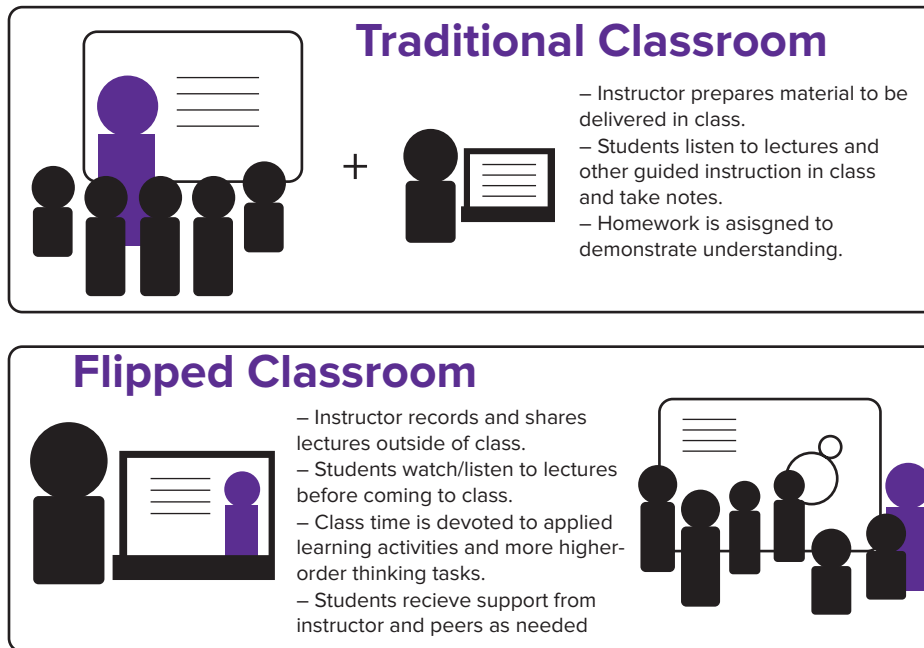 Traditional Classroom
– Instructor prepares material to be
delivered in class.
– Students listen to lectures and
other guided instruction in class
and take notes.
– Homework is asisgned to
demonstrate understanding.
+
Flipped Classroom
– Instructor records and shares
lectures outside of class.
– Students watch/listen to lectures
before coming to class.
– Class time is devoted to applied
learning activities and more higher-
order thinking tasks.
– Students recieve support from
instructor and peers as needed